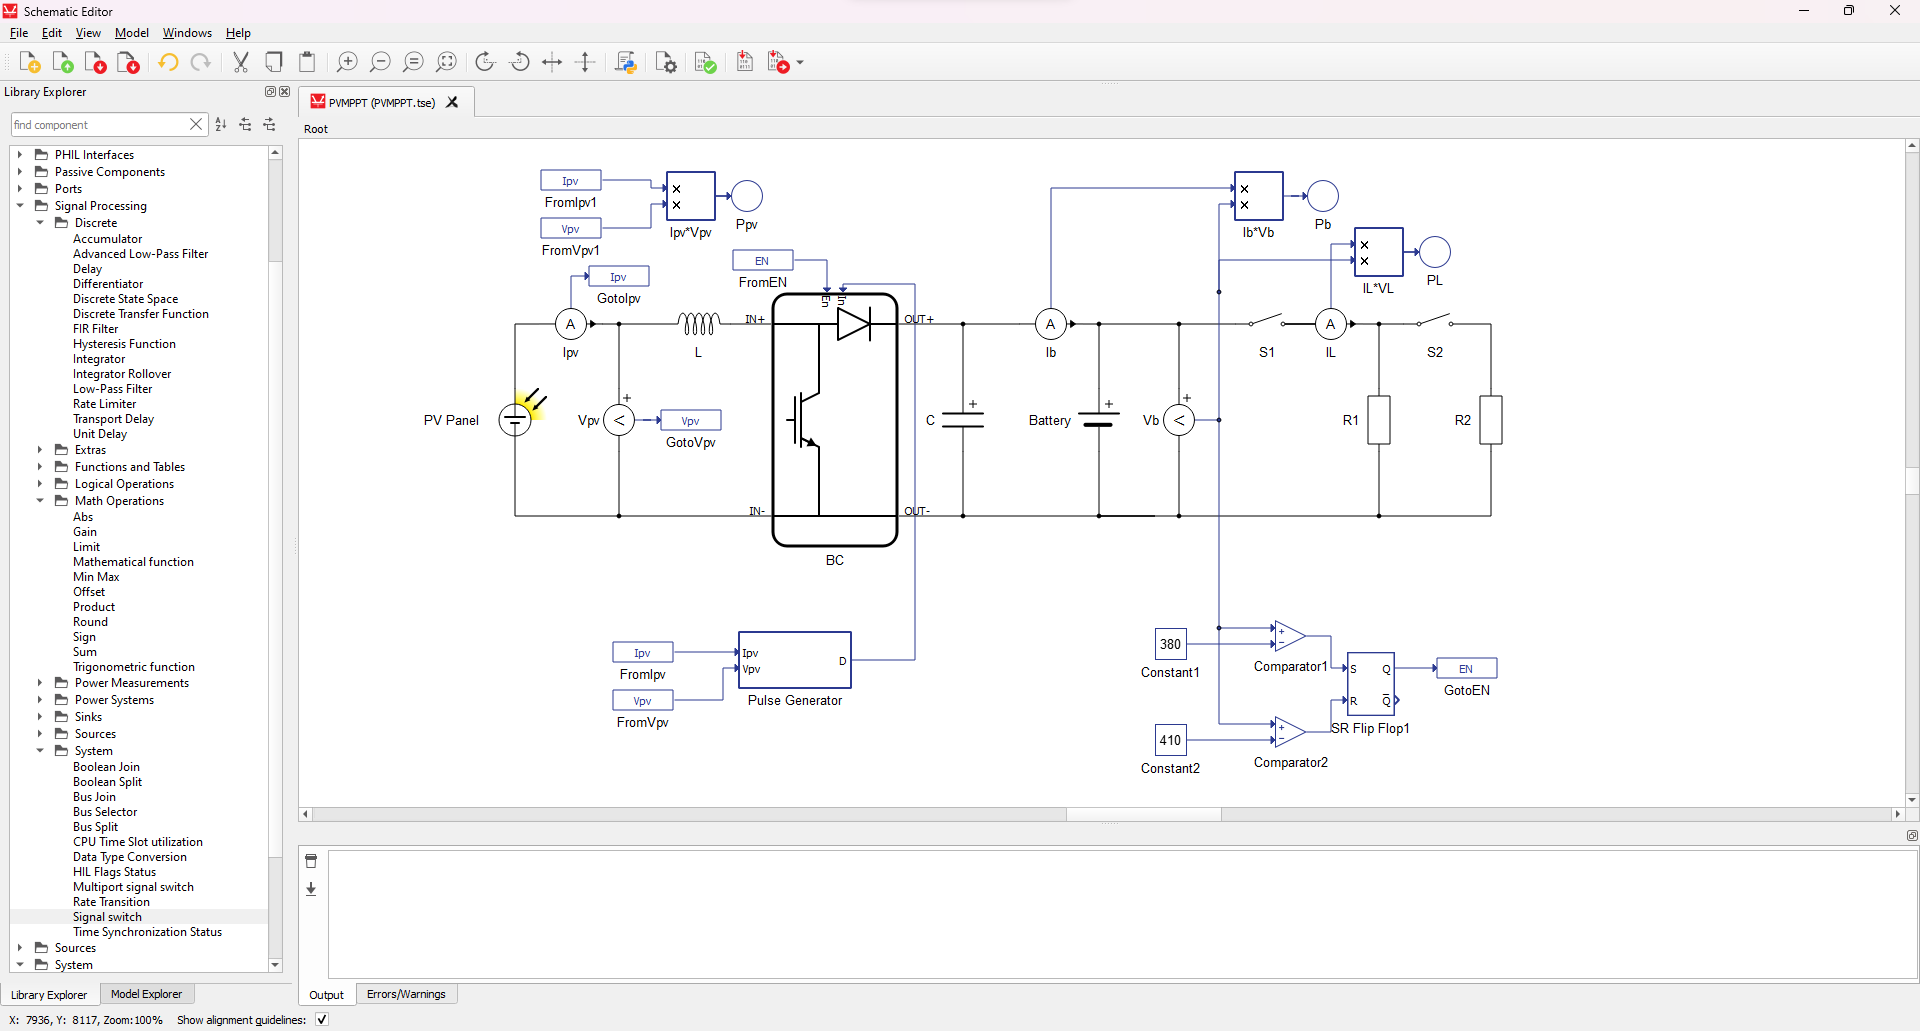 Schematic Editor
File Edit View Model Windows Help
Library Explorer
find component
PHIL Interfaces
Passive Components
Ports
Signal Processing
Discrete
Accumulator
Advanced Low-Pass Filter
Delay
Differentiator
Discrete State Space
Discrete Transfer Function
FIR Filter
Hysteresis Function
Integrator
Integrator Rollover
Low-Pass Filter
Rate Limiter
Transport Delay
Unit Delay
Extras
Functions and Tables
Logical Operations
Math Operations
Abs
Gain
Limit
Mathematical function
Min Max
Offset
Product
Round
Sign
Sum
Trigonometric function
Power Measurements
Power Systems
Sinks
Sources
System
Boolean Join
Boolean Split
Bus Join
Bus Selector
Bus Split
CPU Time Slot utilization
Data Type Conversion
HIL Flags Status
Multiport signal switch
Rate Transition
Signal switch
Time Synchronization Status
Sources
System
Library Explorer Model Explorer
X: 7936, Y: 8117, Zoom:100% Show alignment guidelines:
PVMPPT (PVMPPT.tse)
Root
Ipv
FromIpv1
Vpv
FromVpv1
Ipv*Vpv
Ppv
EN
FromEN
Ipv
GotoIpv
A
Ipv
L
IN+
En
In
OUT+
PV Panel
Vpv
+
Vpv
GotoVpv
IN-
OUT-
BC
C
+
A
Ib
Battery
+
Vb
+
Ib*Vb
Pb
IL*VL
PL
S1
A
IL
S2
R1
R2
Ipv
FromIpv
Vpv
FromVpv
Ipv
Vpv
D
Pulse Generator
380
Constant1
+
-
Comparator1
410
Constant2
+
-
Comparator2
S Q
R Q̅
SR Flip Flop1
EN
GotoEN
Output Errors/Warnings